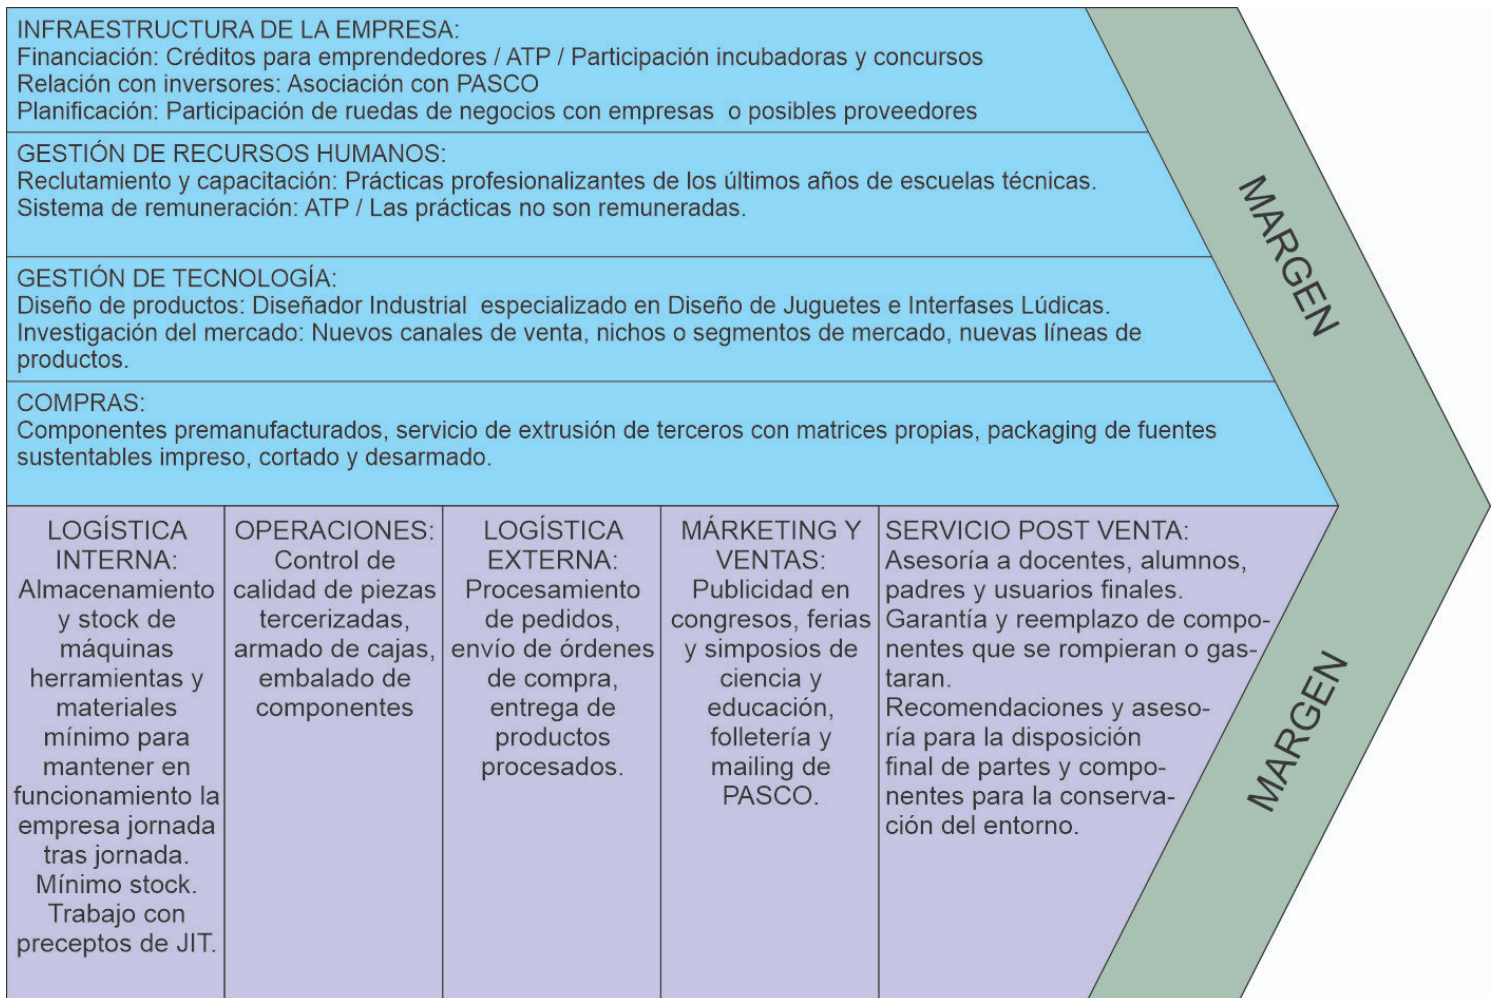 INFRAESTRUCTURA DE LA EMPRESA:
Financiación: Créditos para emprendedores / ATP / Participación incubadoras y concursos
Relación con inversores: Asociación con PASCO
Planificación: Participación de ruedas de negocios con empresas  o posibles proveedores
GESTIÓN DE RECURSOS HUMANOS:
Reclutamiento y capacitación: Prácticas profesionalizantes de los últimos años de escuelas técnicas.
Sistema de remuneración: ATP / Las prácticas no son remuneradas.
GESTIÓN DE TECNOLOGÍA:
Diseño de productos: Diseñador Industrial  especializado en Diseño de Juguetes e Interfases Lúdicas.
Investigación del mercado: Nuevos canales de venta, nichos o segmentos de mercado, nuevas líneas de
productos.
COMPRAS:
Componentes premanufacturados, servicio de extrusión de terceros con matrices propias, packaging de fuentes
sustentables impreso, cortado y desarmado.
MARGEN
LOGÍSTICA
INTERNA:
Almacenamiento
y stock de
máquinas
herramientas y
materiales
mínimo para
mantener en
funcionamiento la
empresa jornada
tras jornada.
Mínimo stock.
Trabajo con
preceptos de JIT.
OPERACIONES:
Control de
calidad de piezas
tercerizadas,
armado de cajas,
embalado de
componentes
LOGÍSTICA
EXTERNA:
Procesamiento
de pedidos,
envío de órdenes
de compra,
entrega de
productos
procesados.
MÁRKETING Y
VENTAS:
Publicidad en
congresos, ferias
y simposios de
ciencia y
educación,
folletería y
mailing de
PASCO.
SERVICIO POST VENTA:
Asesoría a docentes, alumnos,
padres y usuarios finales.
Garantía y reemplazo de compo-
nentes que se rompieran o gas-
taran.
Recomendaciones y aseso-
ría para la disposición
final de partes y compo-
nentes para la conserva-
ción del entorno.
MARGEN